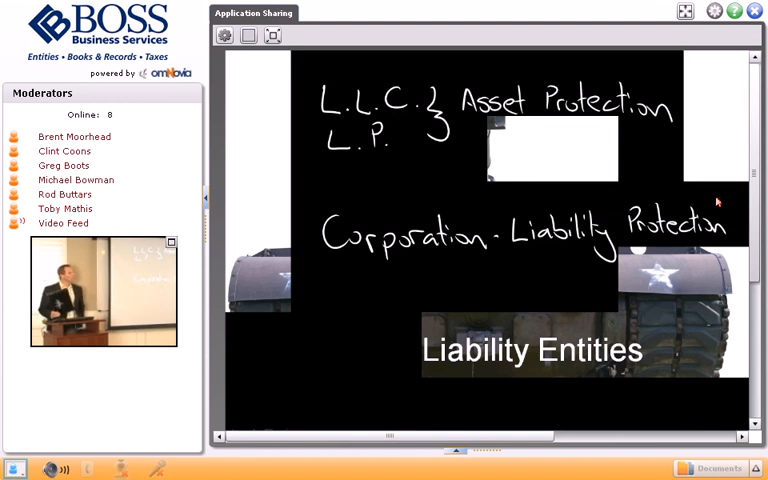 BOSS
Business Services
Entities • Books & Records • Taxes
powered by omNovia
Moderators
Online: 8
Brent Moorhead
Clint Coons
Greg Boots
Michael Bowman
Rod Buttars
Toby Mathis
Video Feed
Application Sharing
L.L.C. } Asset Protection
L.P.
Corporation - Liability Protection
Liability Entities
Documents